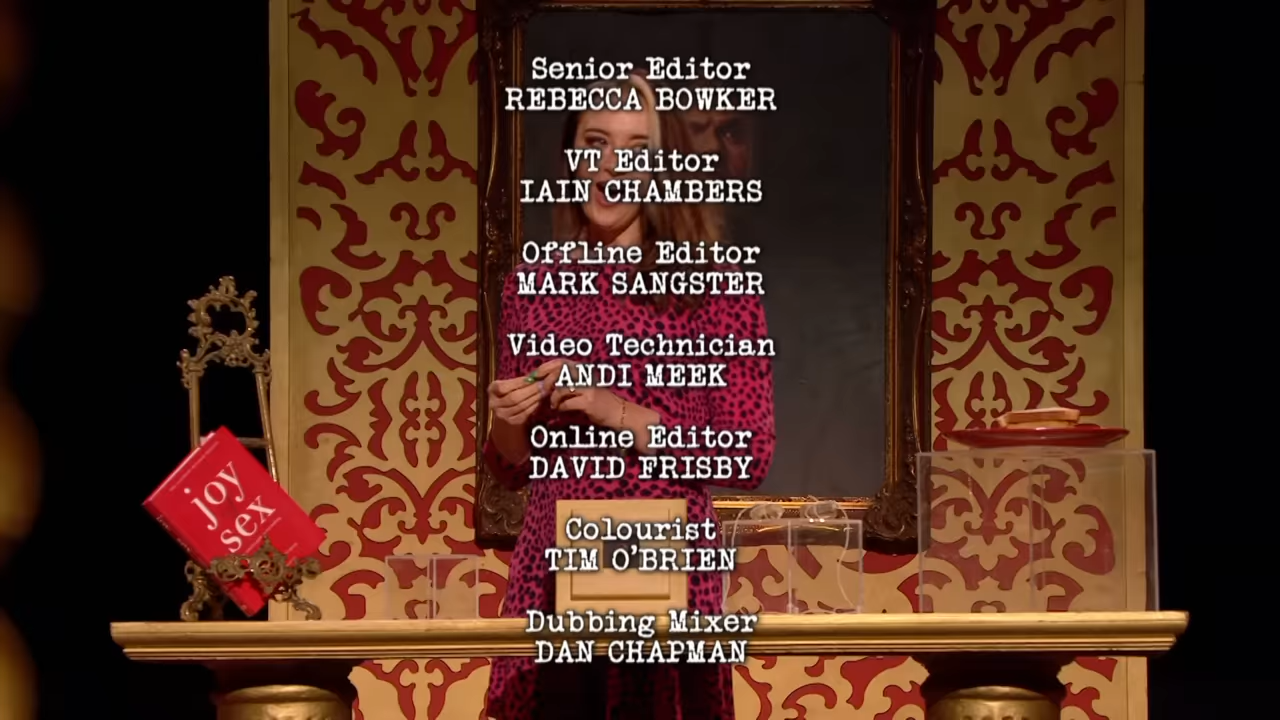 Senior Editor
REBECCA BOWKER
VT Editor
IAIN CHAMBERS
Offline Editor
MARK SANGSTER
Video Technician
ANDI MEEK
Online Editor
DAVID FRISBY
Colourist
TIM O'BRIEN
Dubbing Mixer
DAN CHAPMAN
joy
sex